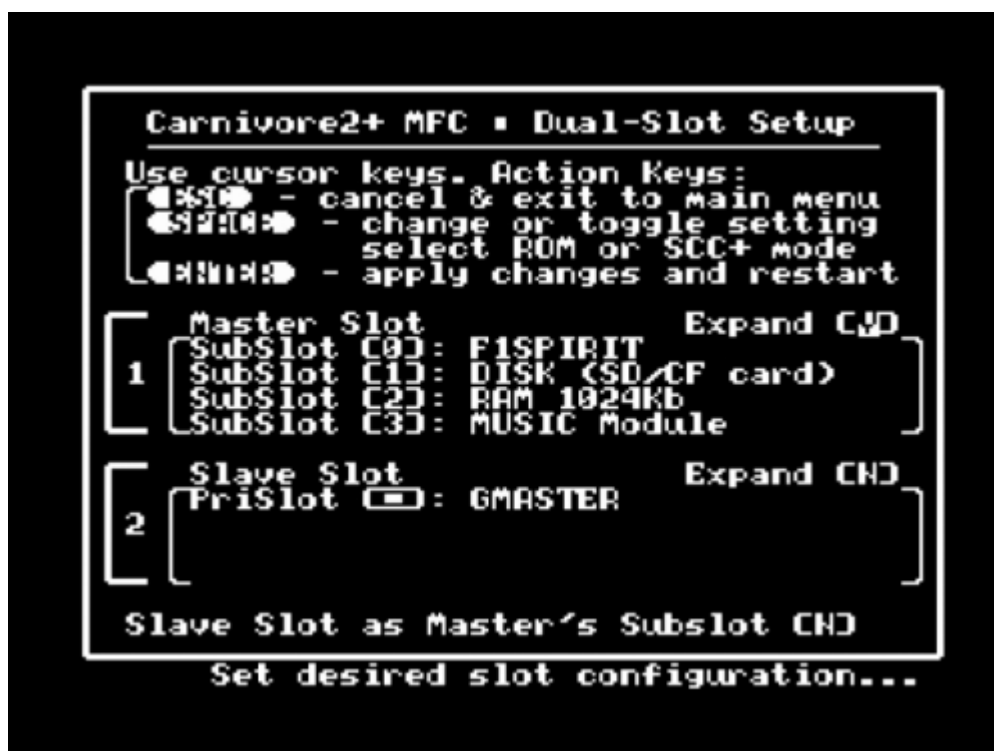 Carnivore2+ MFC ▪ Dual-Slot Setup
Use cursor keys. Action Keys:
ESC - cancel & exit to main menu
SPACE - change or toggle setting
select ROM or SCC+ mode
ENTER - apply changes and restart
1
Master Slot Expand [Y]
SubSlot [0]: F1SPIRIT
SubSlot [1]: DISK (SD/CF card)
SubSlot [2]: RAM 1024Kb
SubSlot [3]: MUSIC Module
2
Slave Slot Expand [N]
PriSlot [▪]: GMASTER
Slave Slot as Master's Subslot [N]
Set desired slot configuration...